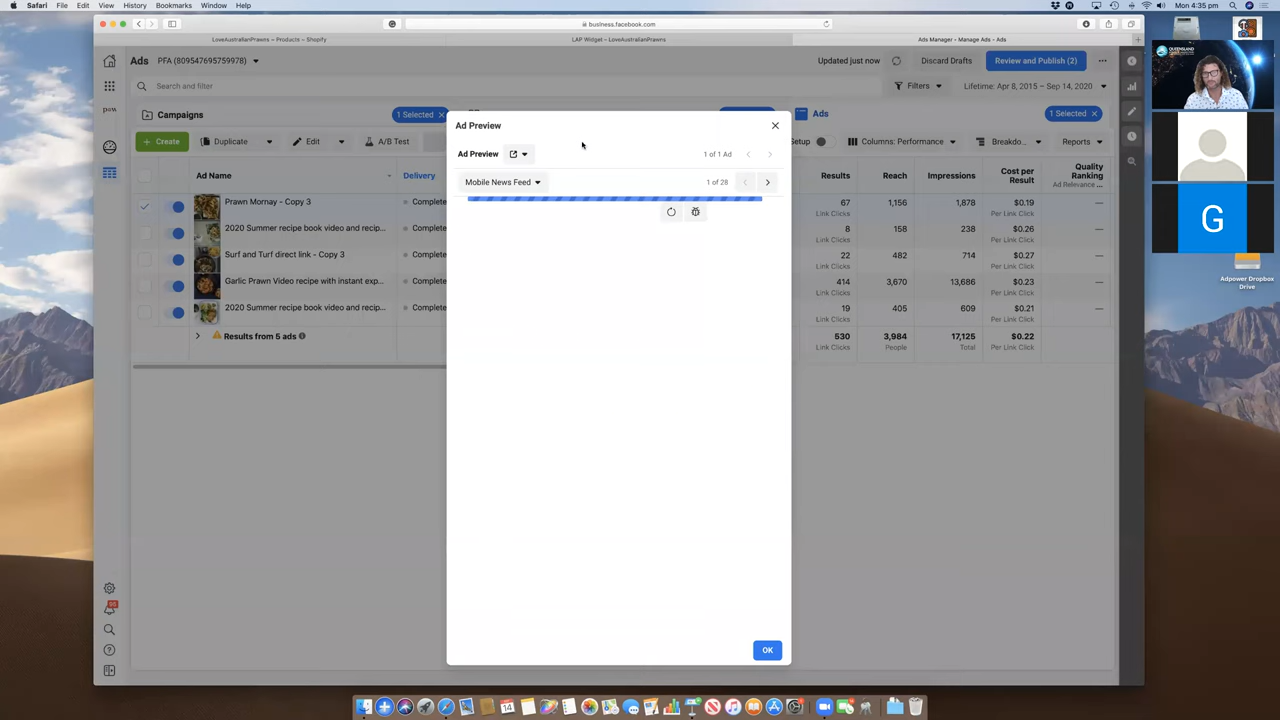 Safari File Edit View History Bookmarks Window Help
Mon 4:35 pm
business.facebook.com
LoveAustralianPrawns ~ Products ~ Shopify
LAP Widget – LoveAustralianPrawns
Ads Manager - Manage Ads - Ads
Ads PFA (809547695759978)
Updated just now
Discard Drafts
Review and Publish (2)
Search and filter
Filters
Lifetime: Apr 8, 2015 – Sep 14, 2020
Campaigns
1 Selected
Ads
1 Selected
+ Create
Duplicate
Edit
A/B Test
Setup
Columns: Performance
Breakdo...
Reports
Ad Name
Delivery
Results
Reach
Impressions
Cost per Result
Quality Ranking
Ad Relevance ...
Prawn Mornay - Copy 3
Complete
67
Link Clicks
1,156
1,878
$0.19
Per Link Click
—
2020 Summer recipe book video and recip...
Complete
8
Link Clicks
158
238
$0.26
Per Link Click
—
Surf and Turf direct link - Copy 3
Complete
22
Link Clicks
482
714
$0.27
Per Link Click
—
Garlic Prawn Video recipe with instant exp...
Complete
414
Link Clicks
3,670
13,686
$0.23
Per Link Click
—
2020 Summer recipe book video and recip...
Complete
19
Link Clicks
405
609
$0.21
Per Link Click
—
Results from 5 ads
530
Link Clicks
3,984
People
17,125
Total
$0.22
Per Link Click
Ad Preview
Ad Preview
1 of 1 Ad
Mobile News Feed
1 of 28
OK
QUEENSLAND
G
Adpower Dropbox
Drive
14